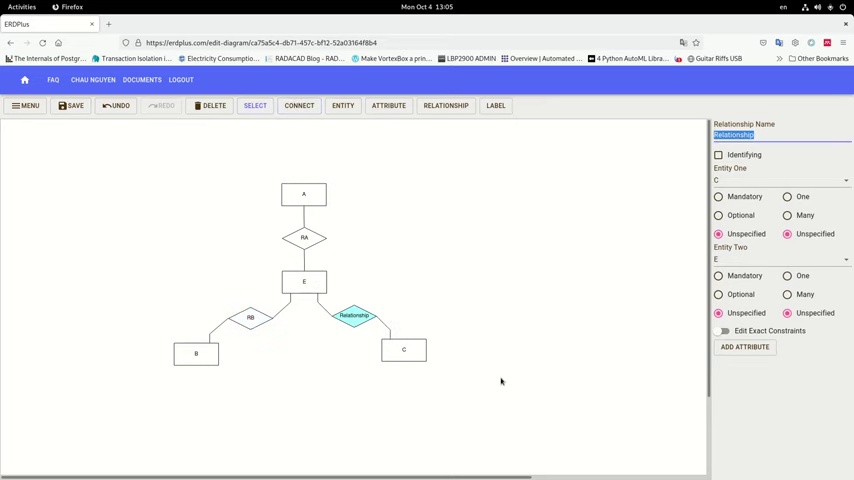 Activities Firefox Mon Oct 4 13:05 en
ERDPlus × +
https://erdplus.com/edit-diagram/ca75a5c4-db71-457c-bf12-52a03164f8b4
The Internals of Postgr... Transaction Isolation i... Electricity Consumptio... RADACAD Blog - RAD... Make VortexBox a prin... LBP2900 ADMIN Overview | Automated ... 4 Python AutoML Libra... Guitar Riffs USB Other Bookmarks
FAQ CHAU NGUYEN DOCUMENTS LOGOUT
MENU SAVE UNDO REDO DELETE SELECT CONNECT ENTITY ATTRIBUTE RELATIONSHIP LABEL
A
RA
E
RB
Relationship
B
C
Relationship Name
Relationship
Identifying
Entity One
C
Mandatory One
Optional Many
Unspecified Unspecified
Entity Two
E
Mandatory One
Optional Many
Unspecified Unspecified
Edit Exact Constraints
ADD ATTRIBUTE